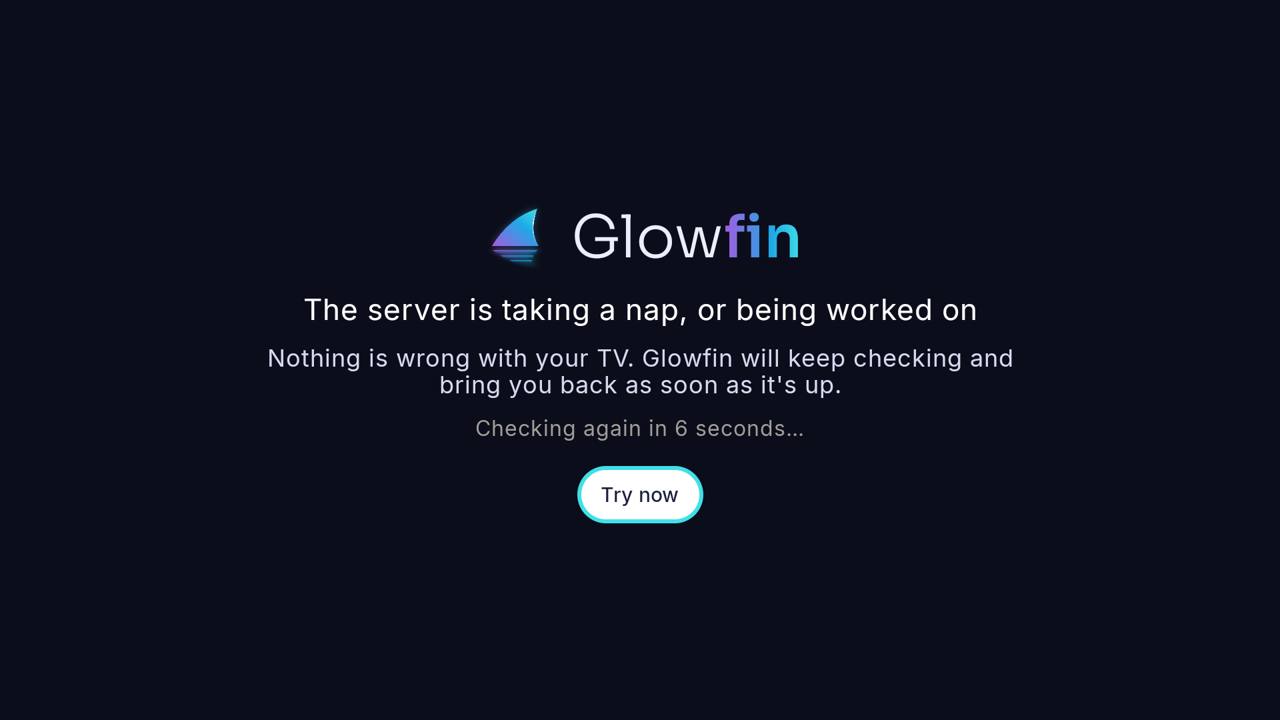 Glowfin
The server is taking a nap, or being worked on
Nothing is wrong with your TV. Glowfin will keep checking and
bring you back as soon as it's up.
Checking again in 6 seconds...
Try now